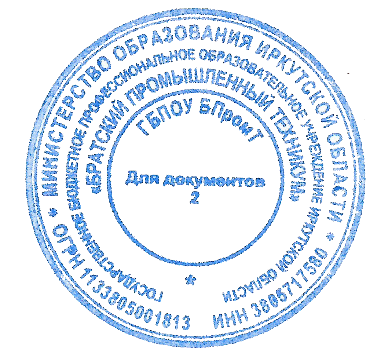 МИНИСТЕРСТВО ОБРАЗОВАНИЯ ИРКУТСКОЙ ОБЛАСТИ
* ОГРН 1133805001813 ИНН 3805717580 *
ГОСУДАРСТВЕННОЕ БЮДЖЕТНОЕ ПРОФЕССИОНАЛЬНОЕ ОБРАЗОВАТЕЛЬНОЕ УЧРЕЖДЕНИЕ ИРКУТСКОЙ ОБЛАСТИ
«БРАТСКИЙ ПРОМЫШЛЕННЫЙ ТЕХНИКУМ»
ГБПОУ БПромТ
Для документов
2
*